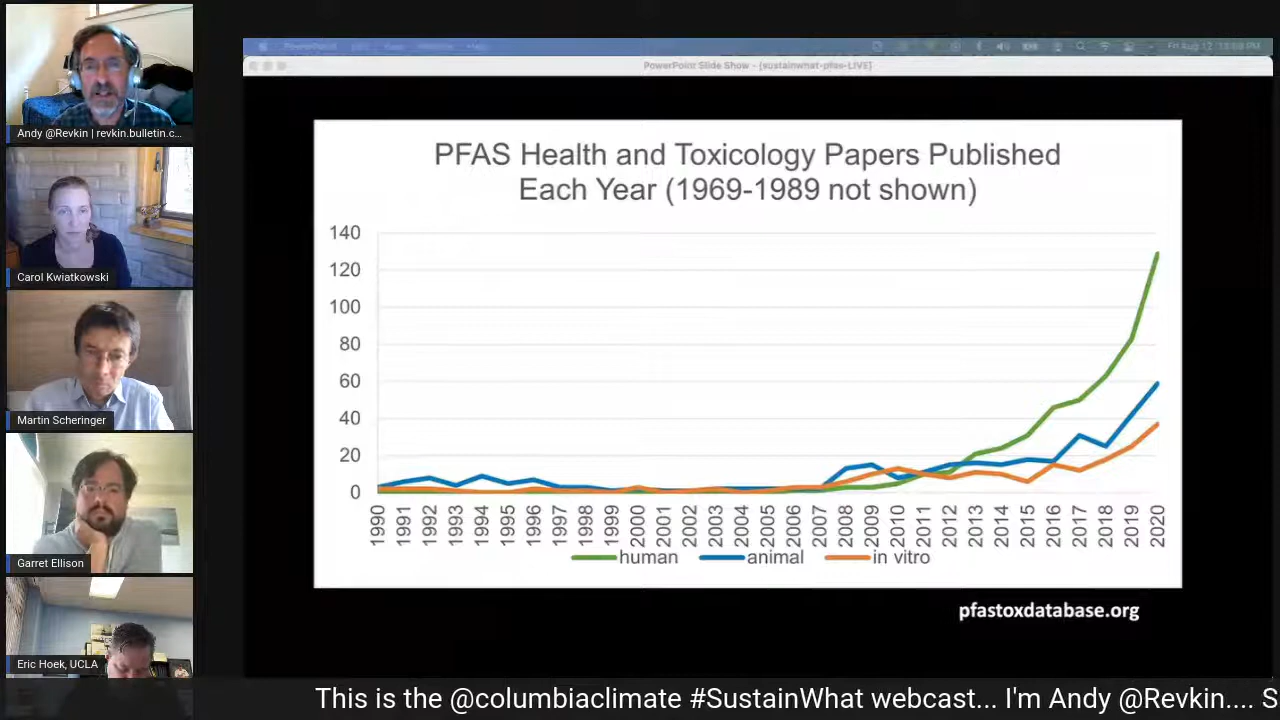 PowerPoint
Fri Aug 12
PowerPoint Slide Show - [sustainwhat-pfas-LIVE]
Andy @Revkin | revkin.bulletin.c...
Carol Kwiatkowski
Martin Scheringer
Garret Ellison
Eric Hoek, UCLA
PFAS Health and Toxicology Papers Published
Each Year (1969-1989 not shown)
140
120
100
80
60
40
20
0
1990 1991 1992 1993 1994 1995 1996 1997 1998 1999 2000 2001 2002 2003 2004 2005 2006 2007 2008 2009 2010 2011 2012 2013 2014 2015 2016 2017 2018 2019 2020
human animal in vitro
pfastoxdatabase.org
This is the @columbiaclimate #SustainWhat webcast... I'm Andy @Revkin.... S